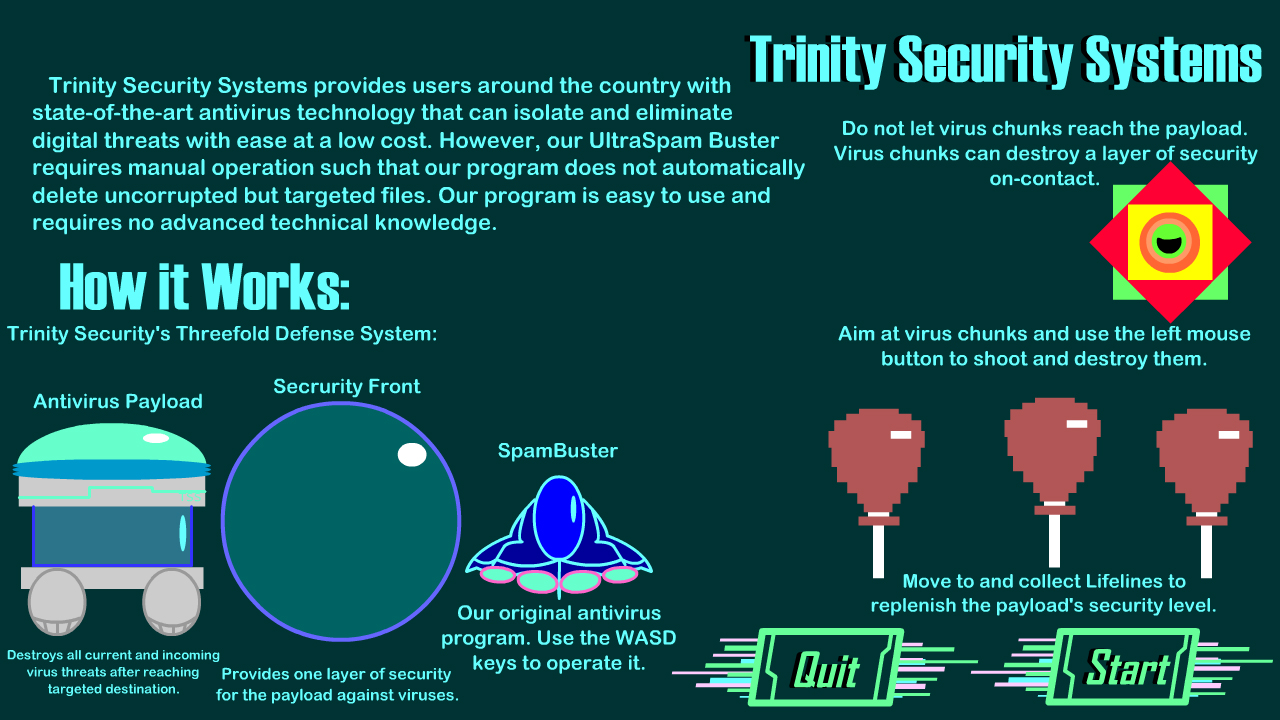 Trinity Security Systems
Trinity Security Systems provides users around the country with
state-of-the-art antivirus technology that can isolate and eliminate
digital threats with ease at a low cost. However, our UltraSpam Buster
requires manual operation such that our program does not automatically
delete uncorrupted but targeted files. Our program is easy to use and
requires no advanced technical knowledge.
How it Works:
Trinity Security's Threefold Defense System:
Antivirus Payload
Destroys all current and incoming
virus threats after reaching
targeted destination.
Secrurity Front
Provides one layer of security
for the payload against viruses.
SpamBuster
Our original antivirus
program. Use the WASD
keys to operate it.
Do not let virus chunks reach the payload.
Virus chunks can destroy a layer of security
on-contact.
Aim at virus chunks and use the left mouse
button to shoot and destroy them.
Move to and collect Lifelines to
replenish the payload's security level.
Quit
Start